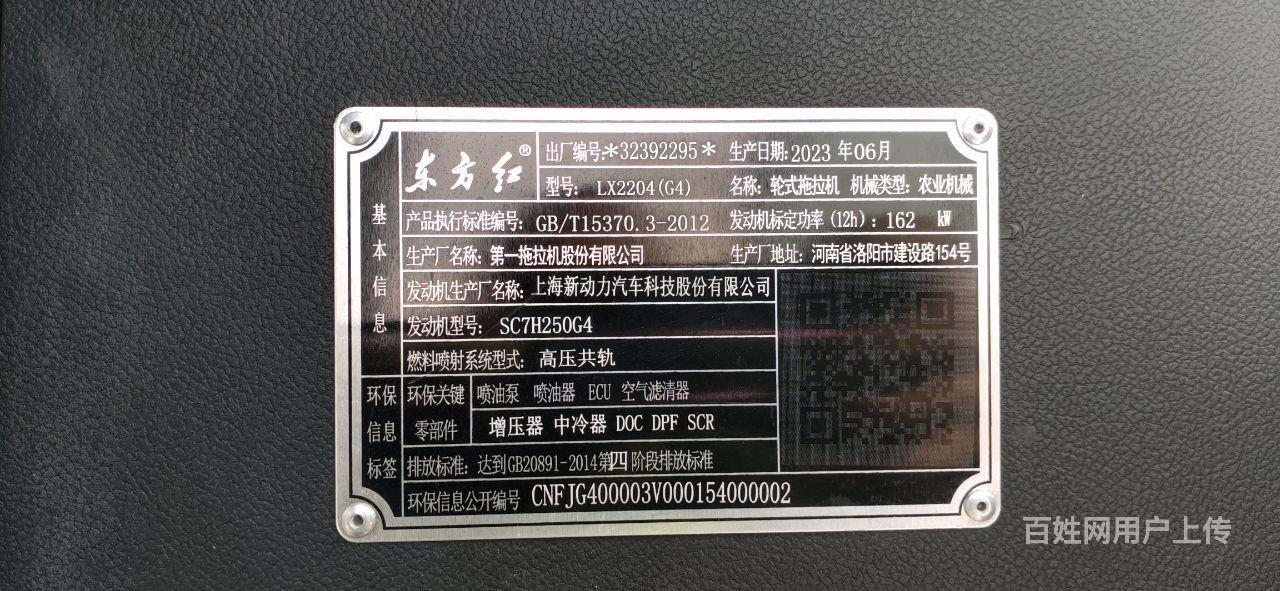 东方红®
出厂编号:*32392295* 生产日期:2023 年06月
型号: LX2204(G4) 名称: 轮式拖拉机 机械类型: 农业机械
基本信息
产品执行标准编号: GB/T15370.3-2012 发动机标定功率(12h): 162 kW
生产厂名称: 第一拖拉机股份有限公司 生产厂地址: 河南省洛阳市建设路154号
发动机生产厂名称: 上海新动力汽车科技股份有限公司
发动机型号: SC7H250G4
燃料喷射系统型式: 高压共轨
环保信息标签
环保关键零部件
喷油泵 喷油器 ECU 空气滤清器
增压器 中冷器 DOC DPF SCR
排放标准: 达到GB20891-2014第四阶段排放标准
环保信息公开编号 CNFJG400003V000154000002
百姓网用户上传